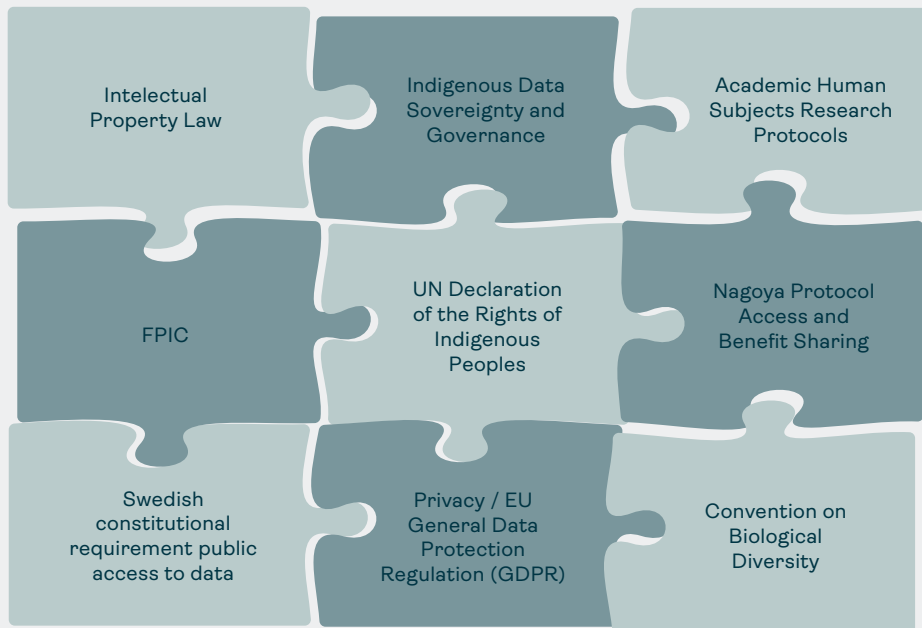 Intelectual
Property Law
Indigenous Data
Sovereignty and
Governance
Academic Human
Subjects Research
Protocols
FPIC
UN Declaration
of the Rights of
Indigenous
Peoples
Nagoya Protocol
Access and
Benefit Sharing
Swedish
constitutional
requirement public
access to data
Privacy / EU
General Data
Protection
Regulation (GDPR)
Convention on
Biological
Diversity